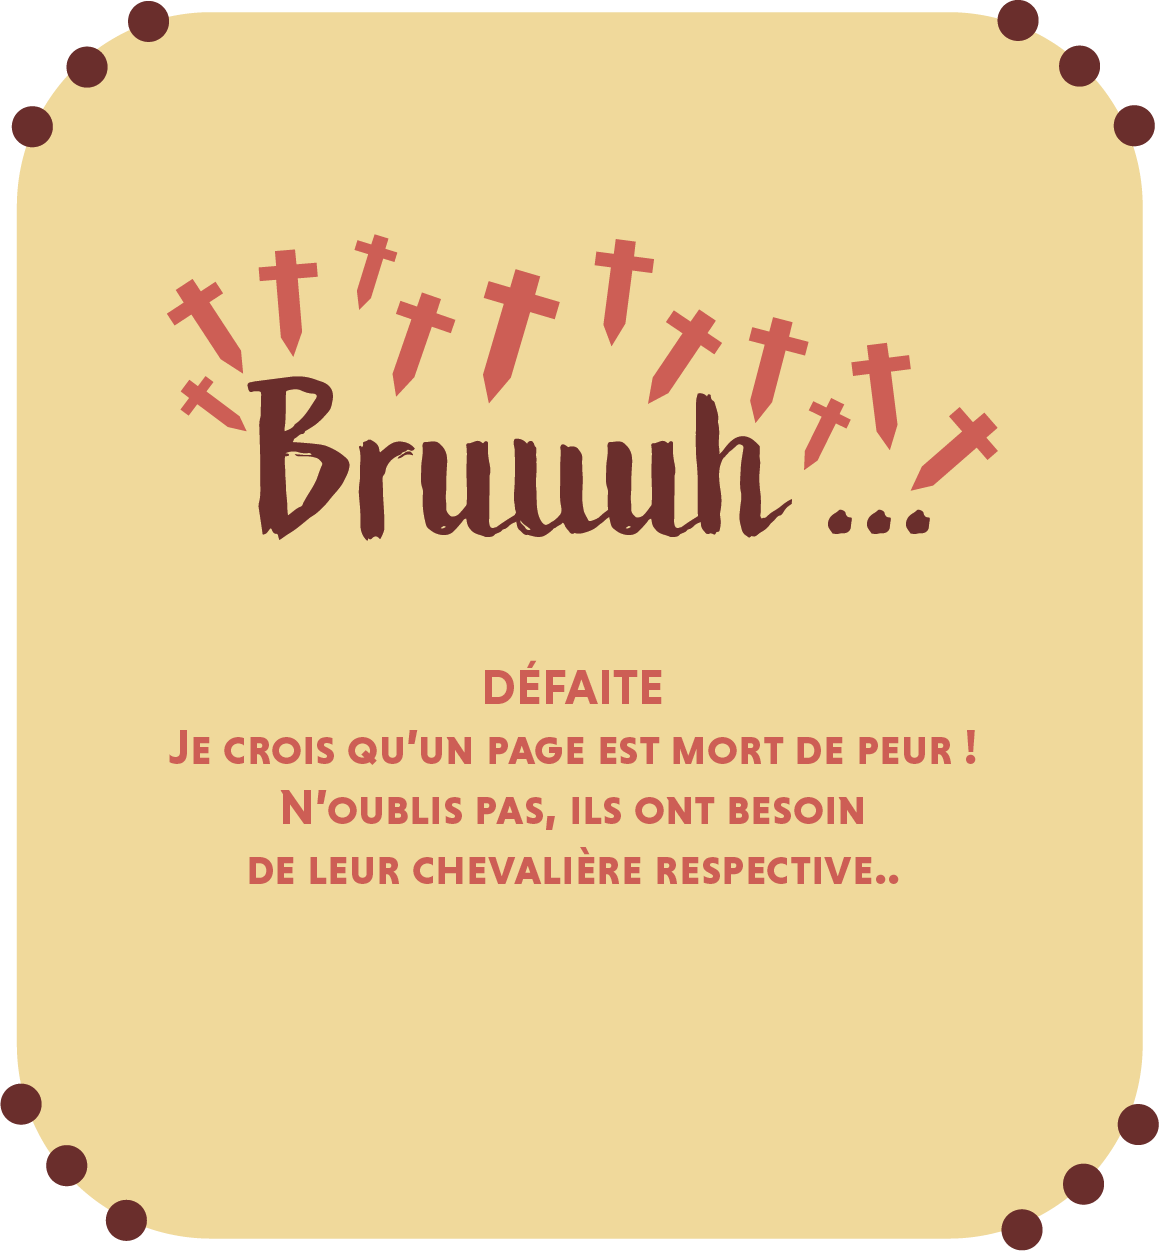 Bruuuh ...
DÉFAITE
Je crois qu'un page est mort de peur !
N'oublis pas, ils ont besoin
de leur chevalière respective..